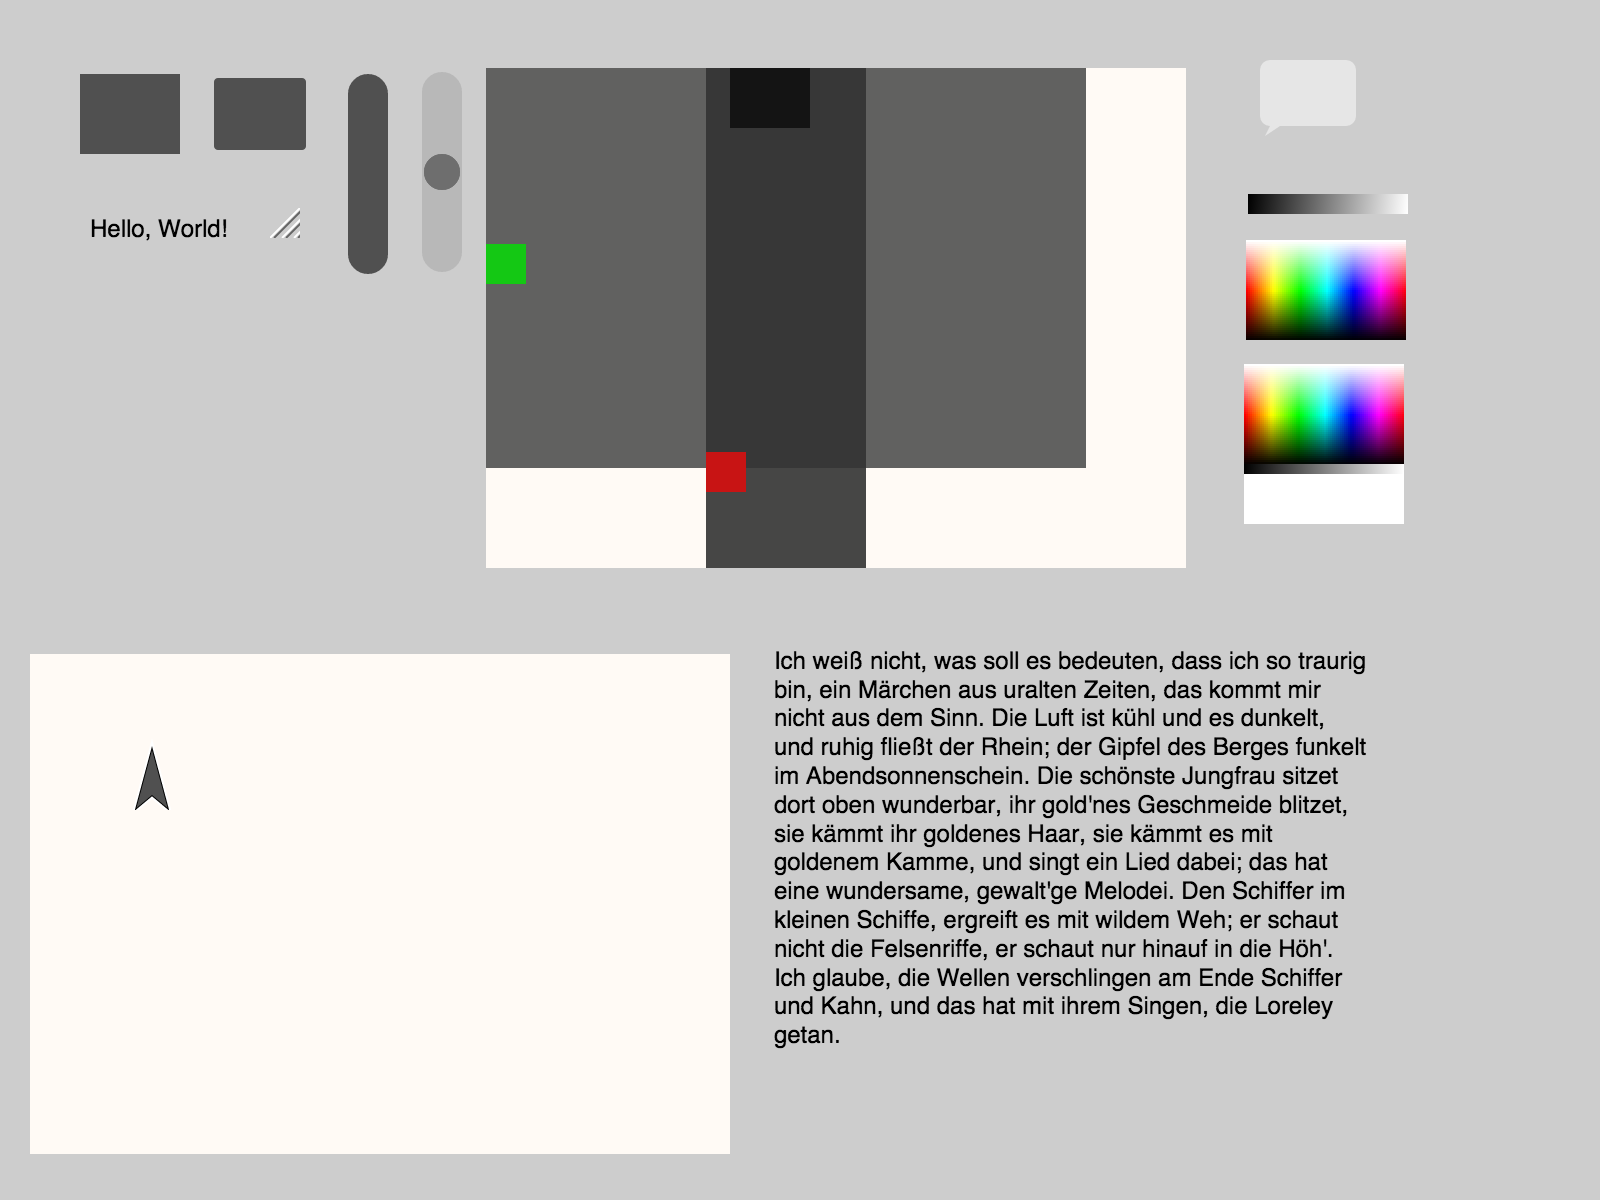 Hello, World!
Ich weiß nicht, was soll es bedeuten, dass ich so traurig
bin, ein Märchen aus uralten Zeiten, das kommt mir
nicht aus dem Sinn. Die Luft ist kühl und es dunkelt,
und ruhig fließt der Rhein; der Gipfel des Berges funkelt
im Abendsonnenschein. Die schönste Jungfrau sitzet
dort oben wunderbar, ihr gold'nes Geschmeide blitzet,
sie kämmt ihr goldenes Haar, sie kämmt es mit
goldenem Kamme, und singt ein Lied dabei; das hat
eine wundersame, gewalt'ge Melodei. Den Schiffer im
kleinen Schiffe, ergreift es mit wildem Weh; er schaut
nicht die Felsenriffe, er schaut nur hinauf in die Höh'.
Ich glaube, die Wellen verschlingen am Ende Schiffer
und Kahn, und das hat mit ihrem Singen, die Loreley
getan.